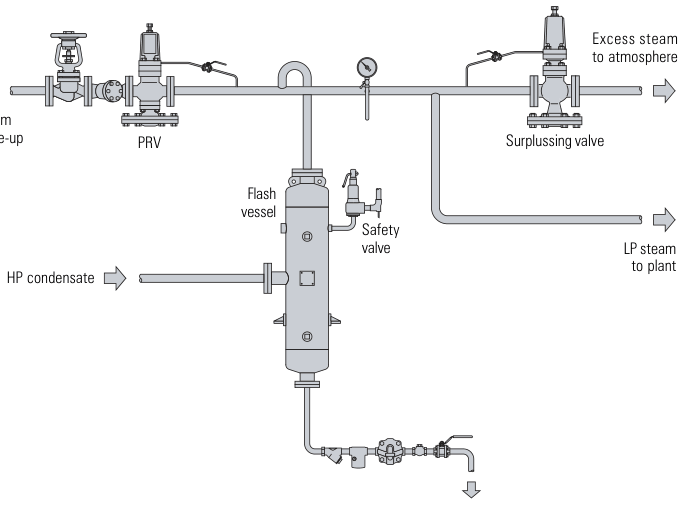 Excess steam
to atmosphere
e-up
PRV
Surplussing valve
Flash
vessel
Safety
valve
LP steam
to plant
HP condensate